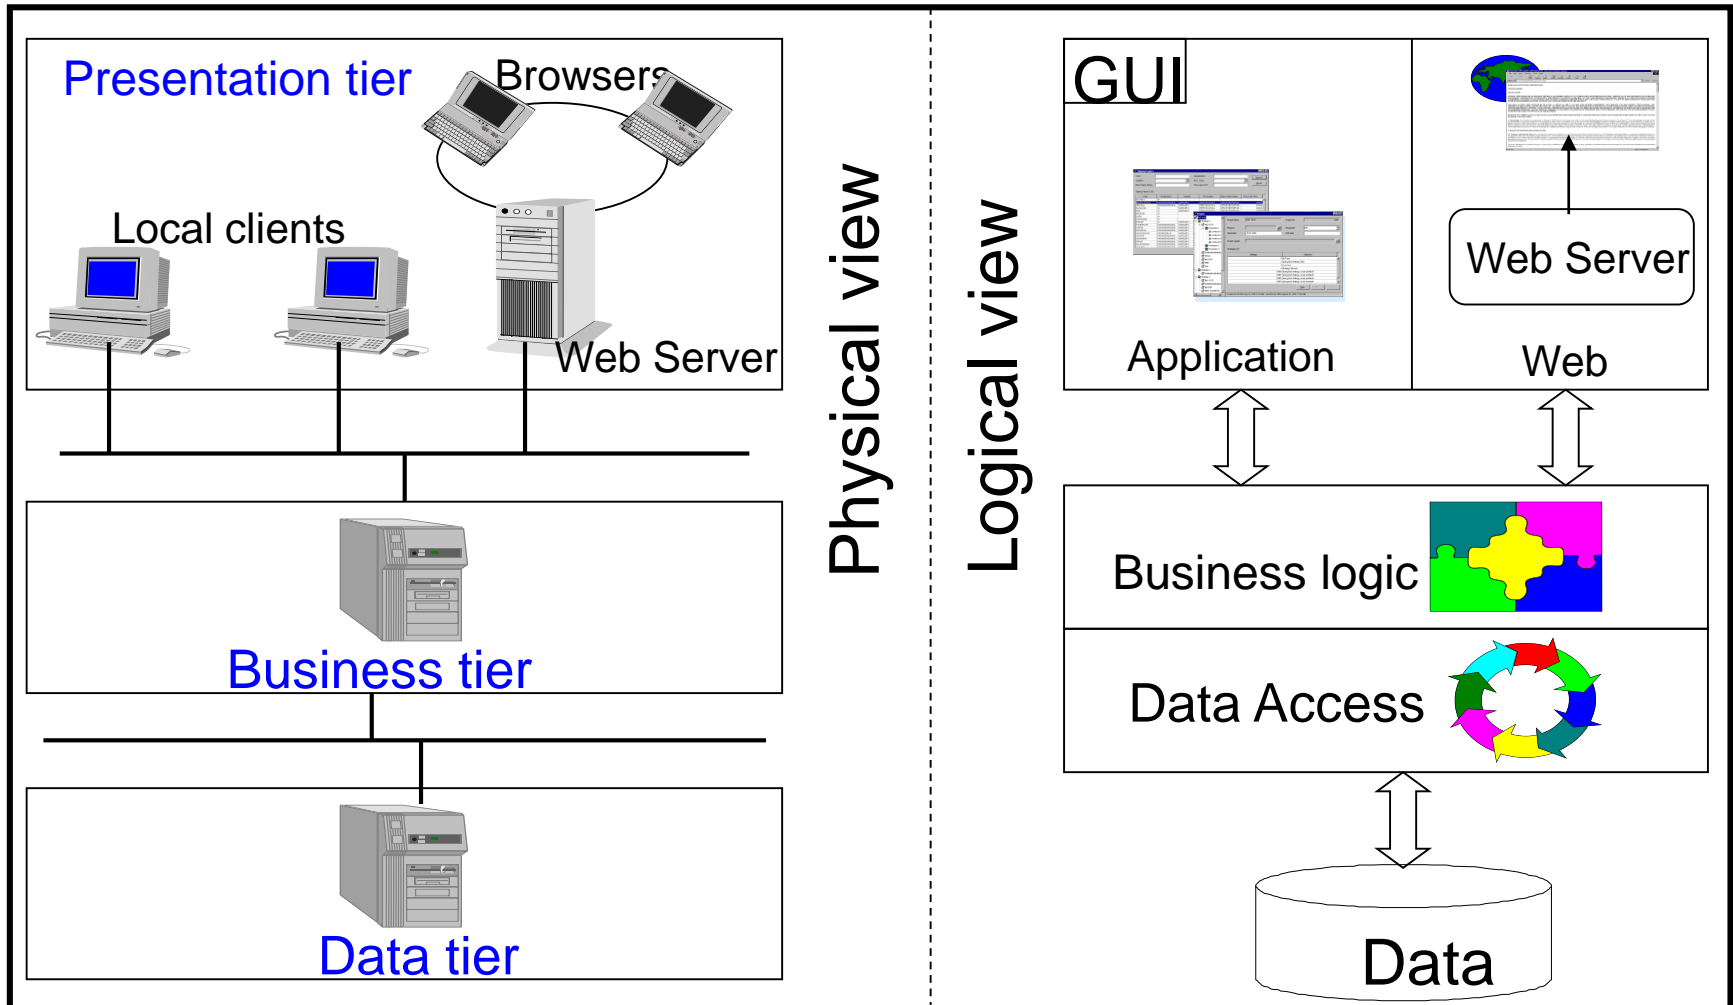 Presentation tier
Browsers
Local clients
Web Server
Business tier
Data tier
Physical view
Logical view
GUI
Application
Web Server
Web
Business logic
Data Access
Data